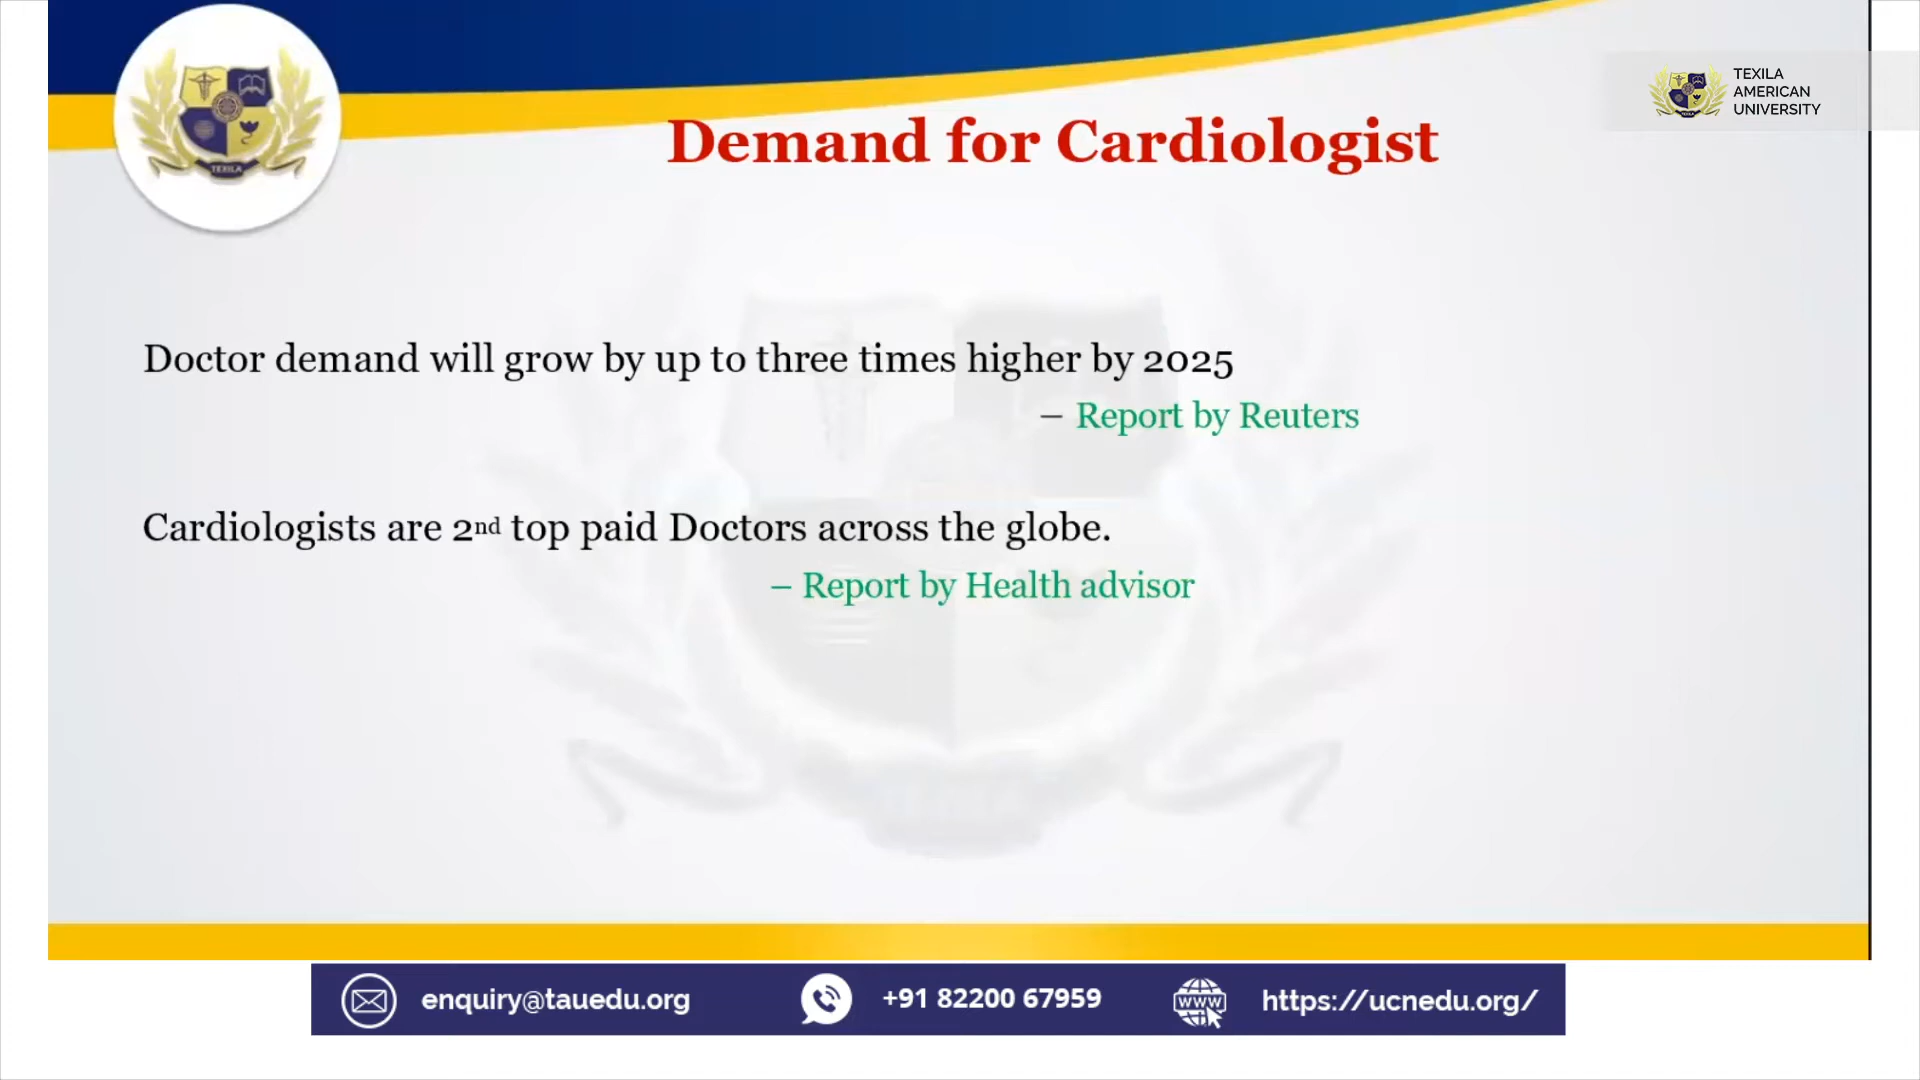 TEXILA
TEXILA
AMERICAN
UNIVERSITY
Demand for Cardiologist
Doctor demand will grow by up to three times higher by 2025
– Report by Reuters
Cardiologists are 2nd top paid Doctors across the globe.
– Report by Health advisor
enquiry@tauedu.org
+91 82200 67959
www
https://ucnedu.org/